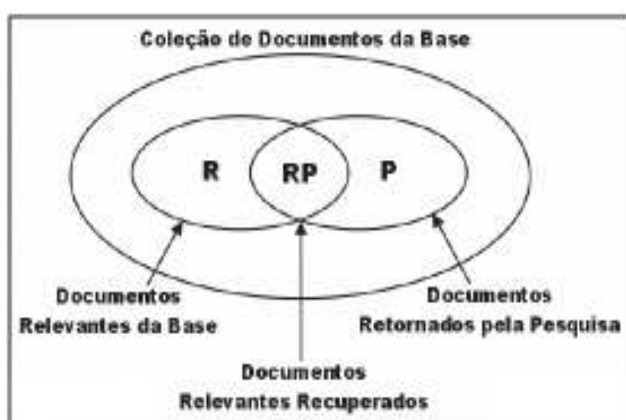 Coleção de Documentos da Base
R RP P
Documentos
Relevantes da Base
Documentos
Retornados pela Pesquisa
Documentos
Relevantes Recuperados